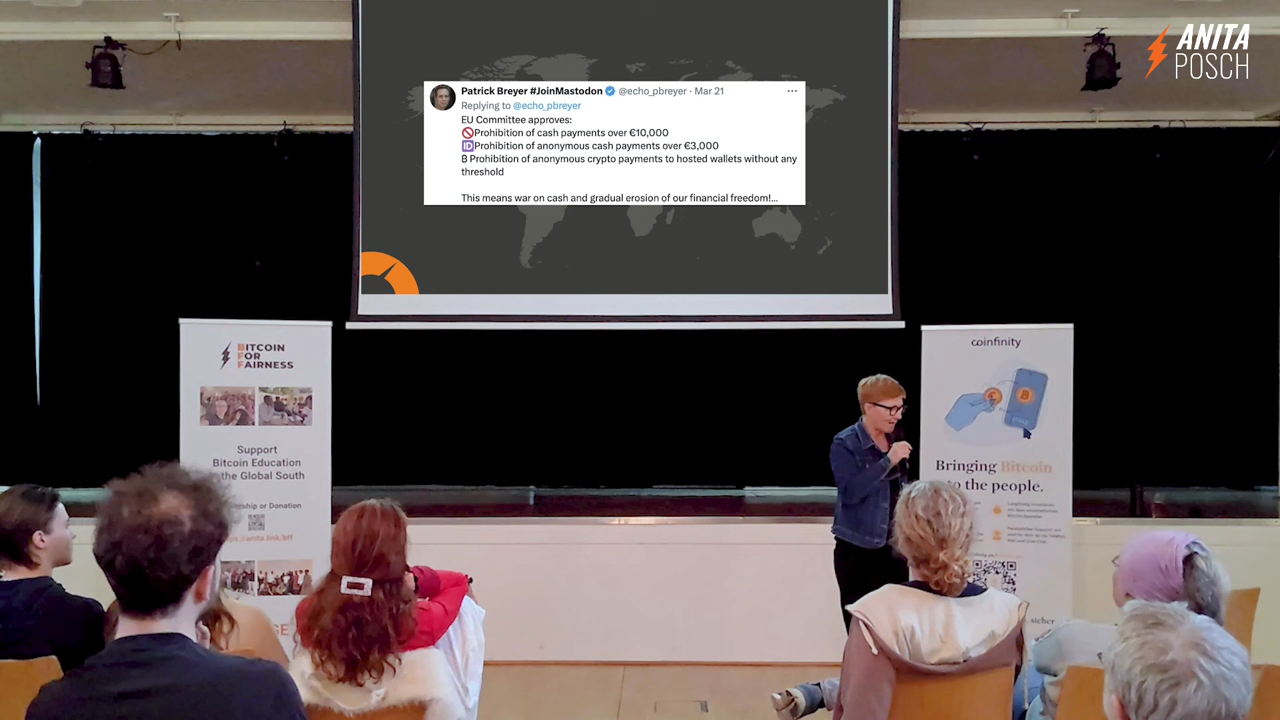 ANITA
POSCH
Patrick Breyer #JoinMastodon @echo_pbreyer · Mar 21
Replying to @echo_pbreyer
EU Committee approves:
🚫Prohibition of cash payments over €10,000
🆔Prohibition of anonymous cash payments over €3,000
₿ Prohibition of anonymous crypto payments to hosted wallets without any
threshold
This means war on cash and gradual erosion of our financial freedom!...
BITCOIN
FOR
FAIRNESS
Support
Bitcoin Education
the Global South
or Donation
coinfinity
Bringing Bitcoin
to the people.
sicher